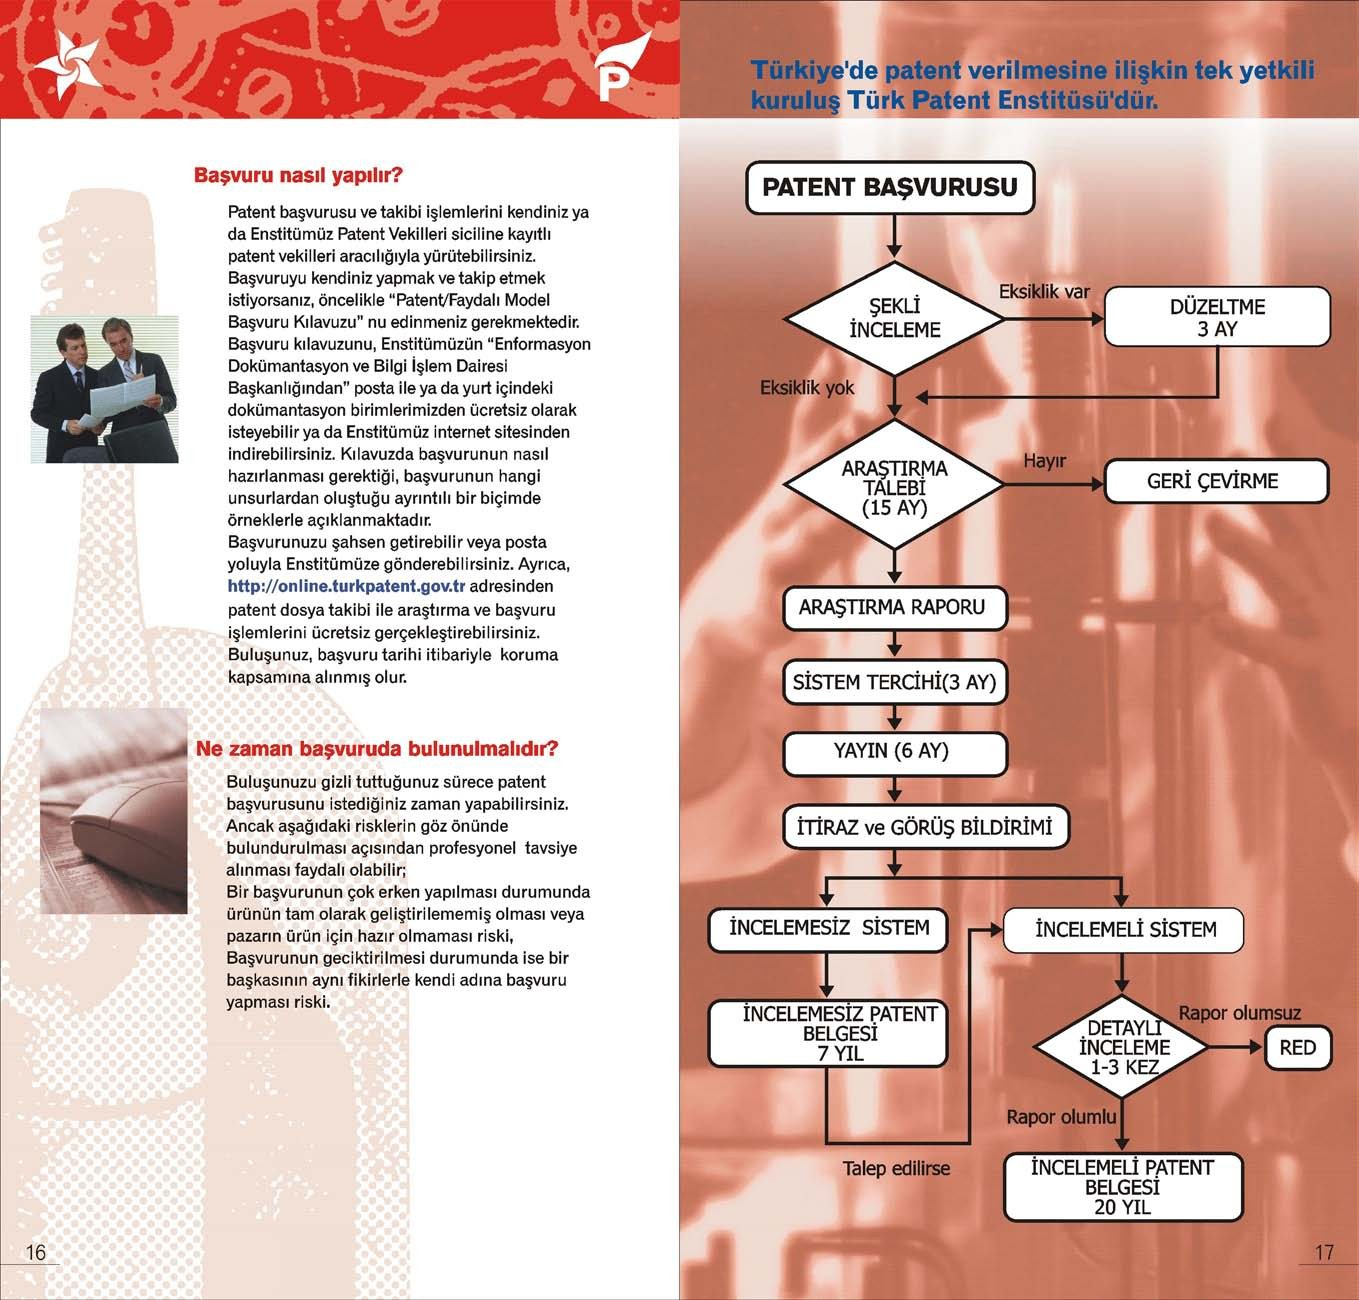 P
Başvuru nasıl yapılır?
Patent başvurusu ve takibi işlemlerini kendiniz ya
da Enstitümüz Patent Vekilleri siciline kayıtlı
patent vekilleri aracılığıyla yürütebilirsiniz.
Başvuruyu kendiniz yapmak ve takip etmek
istiyorsanız, öncelikle “Patent/Faydalı Model
Başvuru Kılavuzu” nu edinmeniz gerekmektedir.
Başvuru kılavuzunu, Enstitümüzün “Enformasyon
Dokümantasyon ve Bilgi İşlem Dairesi
Başkanlığından” posta ile ya da yurt içindeki
dokümantasyon birimlerimizden ücretsiz olarak
isteyebilir ya da Enstitümüz internet sitesinden
indirebilirsiniz. Kılavuzda başvurunun nasıl
hazırlanması gerektiği, başvurunun hangi
unsurlardan oluştuğu ayrıntılı bir biçimde
örneklerle açıklanmaktadır.
Başvurunuzu şahsen getirebilir veya posta
yoluyla Enstitümüze gönderebilirsiniz. Ayrıca,
http://online.turkpatent.gov.tr adresinden
patent dosya takibi ile araştırma ve başvuru
işlemlerini ücretsiz gerçekleştirebilirsiniz.
Buluşunuz, başvuru tarihi itibariyle koruma
kapsamına alınmış olur.
Ne zaman başvuruda bulunulmalıdır?
Buluşunuzu gizli tuttuğunuz sürece patent
başvurusunu istediğiniz zaman yapabilirsiniz.
Ancak aşağıdaki risklerin göz önünde
bulundurulması açısından profesyonel tavsiye
alınması faydalı olabilir;
Bir başvurunun çok erken yapılması durumunda
ürünün tam olarak geliştirilememiş olması veya
pazarın ürün için hazır olmaması riski,
Başvurunun geciktirilmesi durumunda ise bir
başkasının aynı fikirlerle kendi adına başvuru
yapması riski.
16
Türkiye'de patent verilmesine ilişkin tek yetkili
kuruluş Türk Patent Enstitüsü'dür.
PATENT BAŞVURUSU
ŞEKLİ
İNCELEME
Eksiklik var
DÜZELTME
3 AY
Eksiklik yok
ARAŞTIRMA
TALEBİ
(15 AY)
Hayır
GERİ ÇEVİRME
ARAŞTIRMA RAPORU
SİSTEM TERCİHİ(3 AY)
YAYIN (6 AY)
İTİRAZ ve GÖRÜŞ BİLDİRİMİ
İNCELEMESİZ SİSTEM
İNCELEMELİ SİSTEM
İNCELEMESİZ PATENT
BELGESİ
7 YIL
DETAYLI
İNCELEME
1-3 KEZ
Rapor olumsuz
RED
Rapor olumlu
Talep edilirse
İNCELEMELİ PATENT
BELGESİ
20 YIL
17